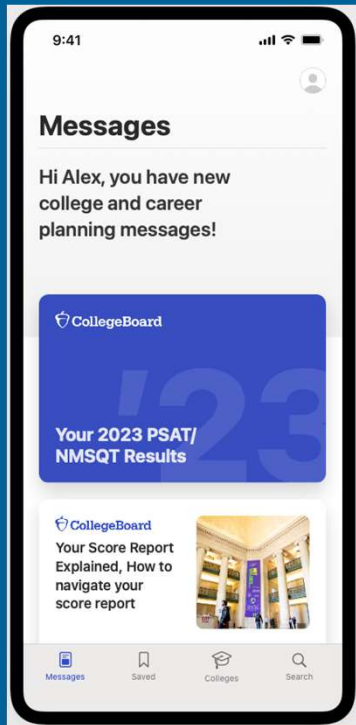 9:41
Messages
Hi Alex, you have new
college and career
planning messages!
CollegeBoard
'23
Your 2023 PSAT/
NMSQT Results
CollegeBoard
Your Score Report
Explained, How to
navigate your
score report
Messages
Saved
Colleges
Search